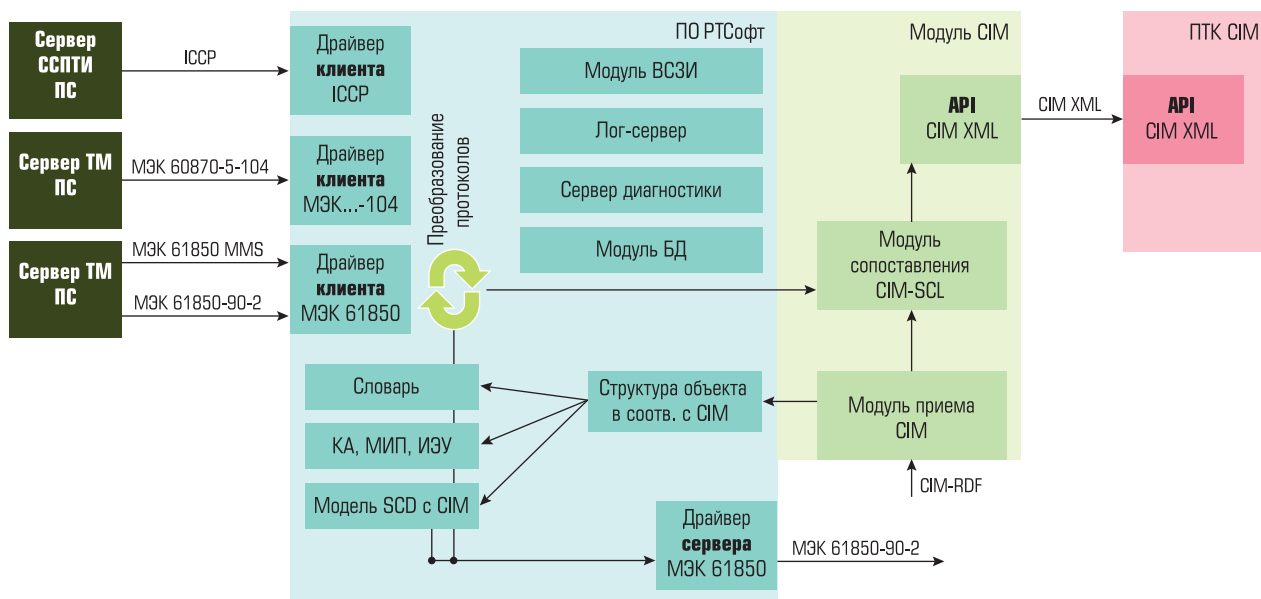 Сервер
ССПТИ
ПС
ICCP
Драйвер
клиента
ICCP
Сервер ТМ
ПС
МЭК 60870-5-104
Драйвер
клиента
МЭК...-104
Сервер ТМ
ПС
МЭК 61850 MMS
МЭК 61850-90-2
Драйвер
клиента
МЭК 61850
Преобразование
протоколов
ПО РТСофт
Модуль ВСЗИ
Лог-сервер
Сервер диагностики
Модуль БД
Словарь
КА, МИП, ИЭУ
Модель SCD с CIM
Структура объекта
в соотв. с CIM
Драйвер
сервера
МЭК 61850
МЭК 61850-90-2
Модуль CIM
API
CIM XML
CIM XML
Модуль
сопоставления
CIM-SCL
Модуль приема
CIM
CIM-RDF
ПТК CIM
API
CIM XML